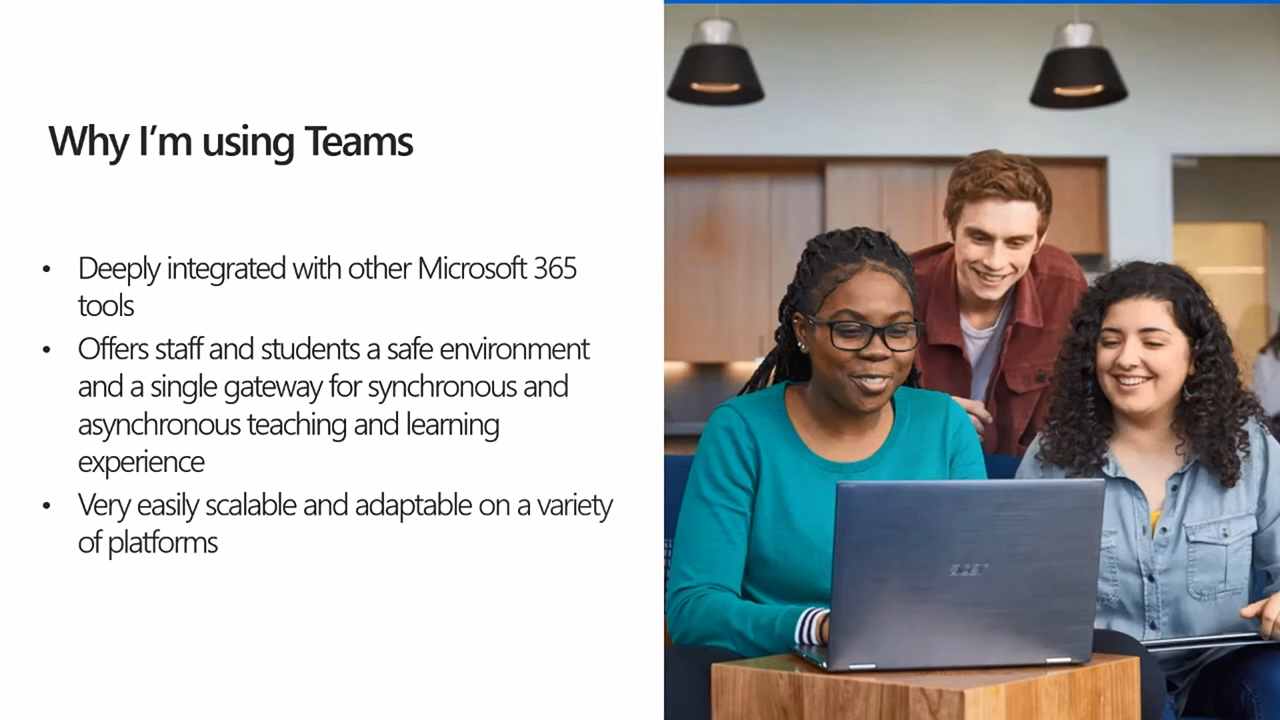 Why I'm using Teams
• Deeply integrated with other Microsoft 365
tools
• Offers staff and students a safe environment
and a single gateway for synchronous and
asynchronous teaching and learning
experience
• Very easily scalable and adaptable on a variety
of platforms
acer